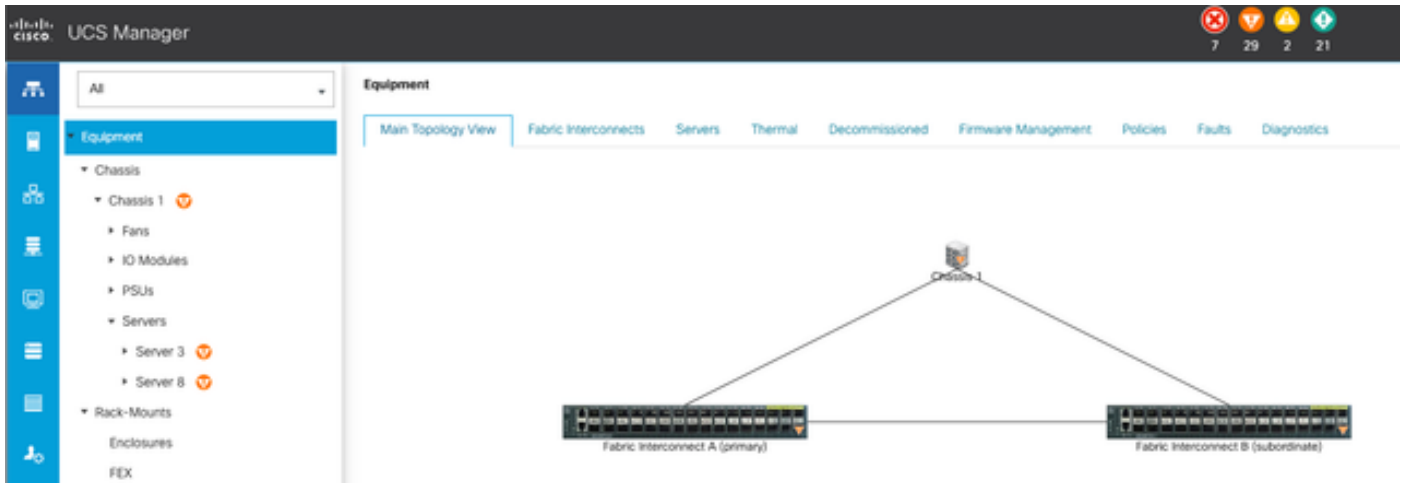 cisco. UCS Manager
7 29 2 21
All
Equipment
Chassis
Chassis 1
Fans
IO Modules
PSUs
Servers
Server 3
Server 8
Rack-Mounts
Enclosures
FEX
Equipment
Main Topology View Fabric Interconnects Servers Thermal Decommissioned Firmware Management Policies Faults Diagnostics
Chassis 1
Fabric Interconnect A (primary)
Fabric Interconnect B (subordinate)